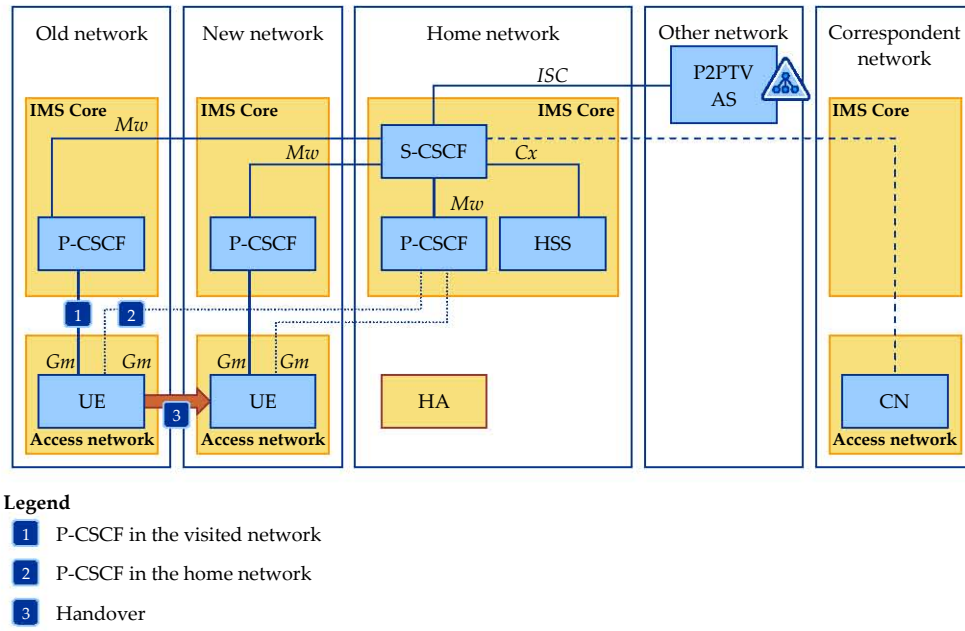 Old network
New network
Home network
Other network
Correspondent
network
P2PTV
AS
ISC
IMS Core
IMS Core
IMS Core
IMS Core
Mw
Mw
S-CSCF
Cx
Mw
P-CSCF
P-CSCF
P-CSCF
HSS
1
2
Gm
Gm
Gm
Gm
UE
3
UE
HA
CN
Access network
Access network
Access network
Legend
1 P-CSCF in the visited network
2 P-CSCF in the home network
3 Handover